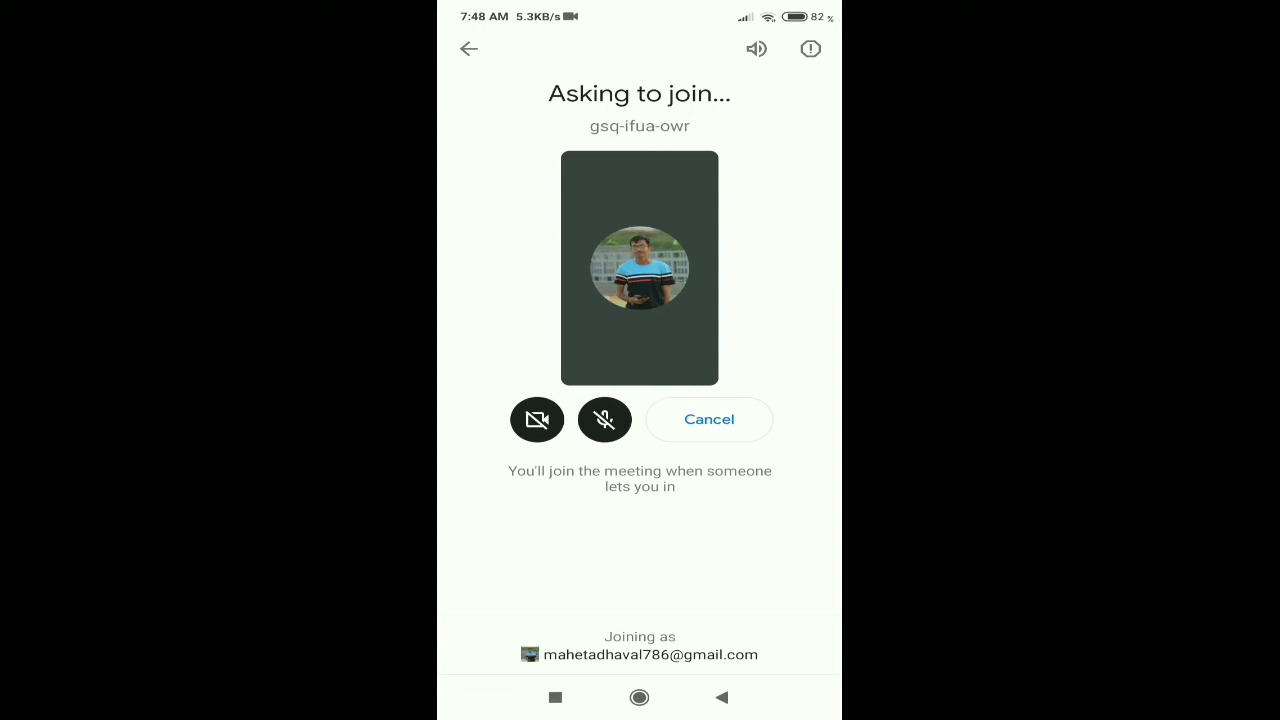 7:48 AM 5.3KB/s 82 %
Asking to join...
gsq-ifua-owr
Cancel
You'll join the meeting when someone
lets you in
Joining as
mahetadhaval786@gmail.com